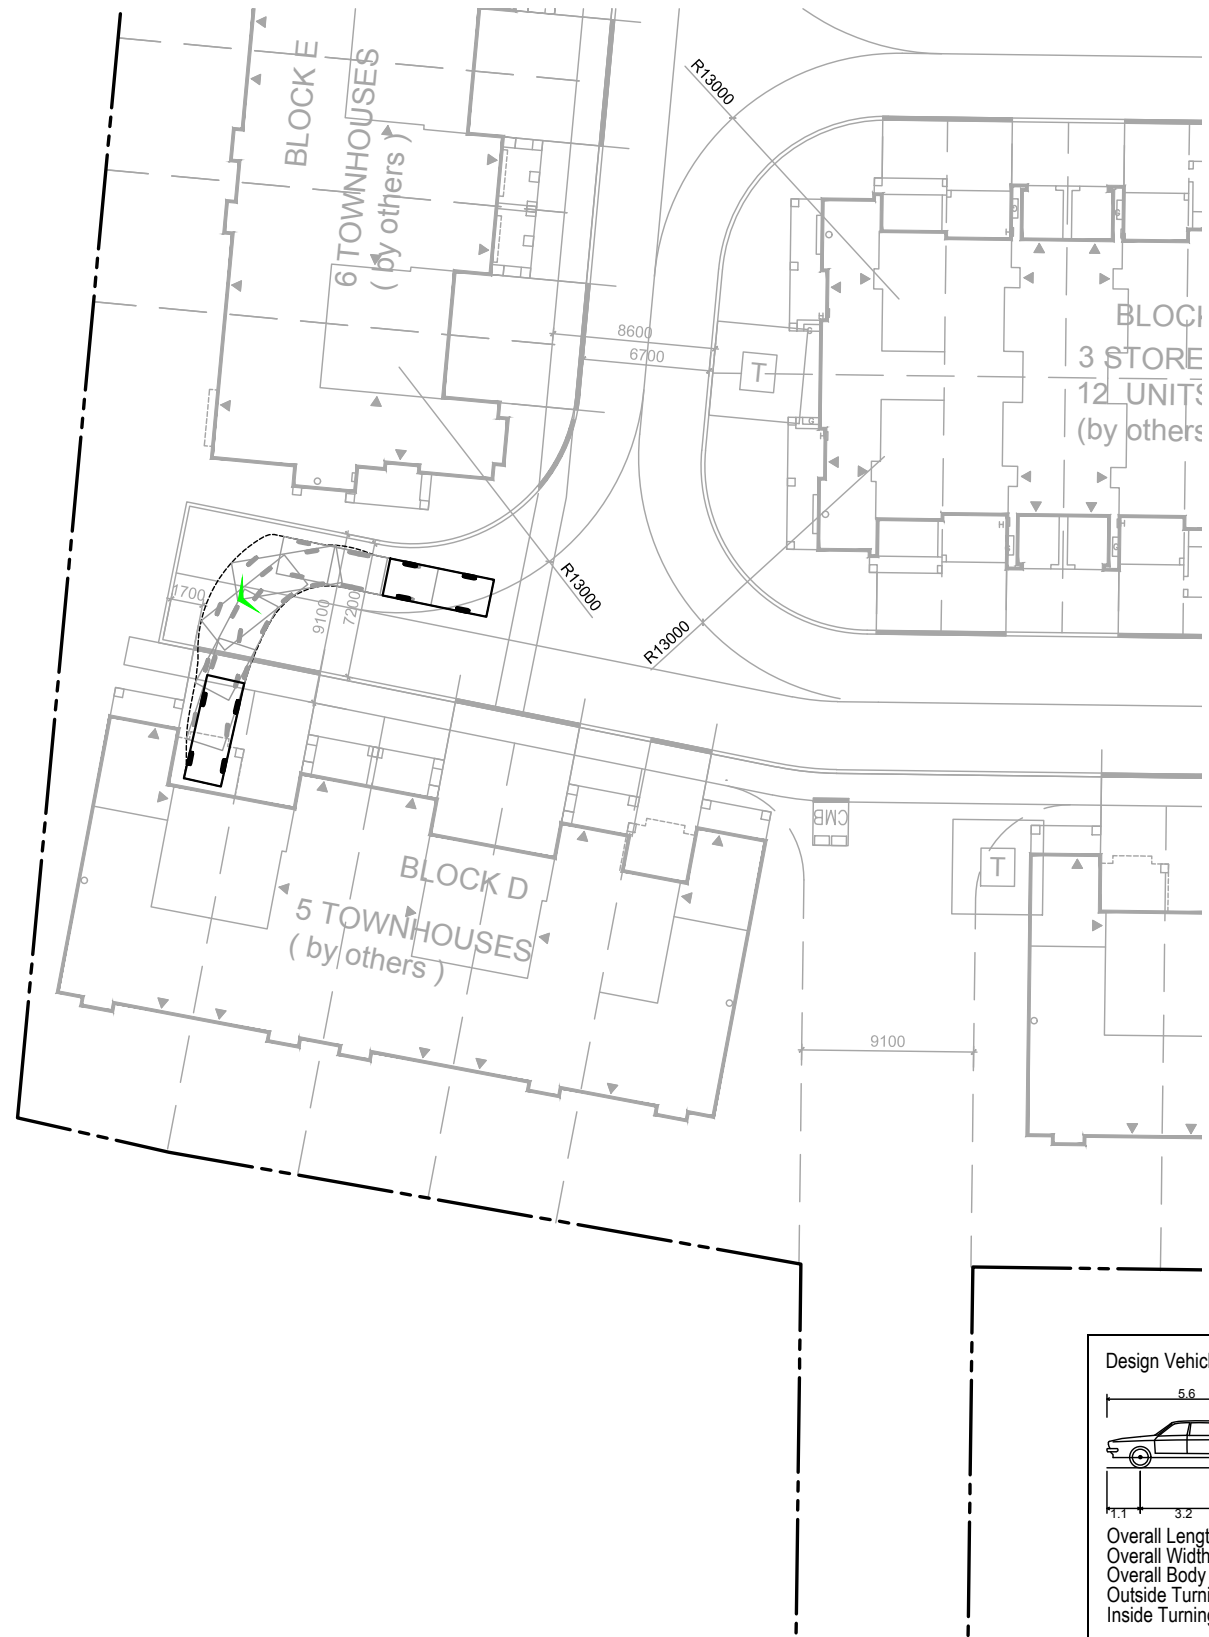 BLOCK E
6 TOWNHOUSES
( by others )
R13000
8600
6700
T
BLOCK
3 STORE
12 UNITS
(by others
1700
9100
7200
R13000
R13000
CMB
T
BLOCK D
5 TOWNHOUSES
( by others )
9100
Design Vehicl
5.6
1.1
3.2
Overall Lengt
Overall Width
Overall Body
Outside Turni
Inside Turning